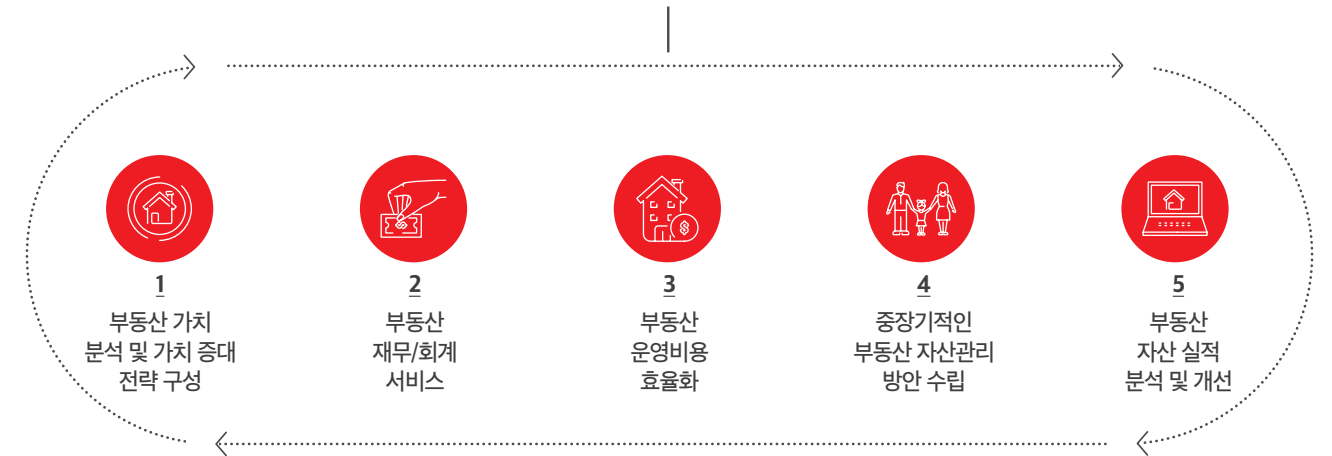 1
부동산 가치
분석 및 가치 증대
전략 구성
2
부동산
재무/회계
서비스
3
부동산
운영비용
효율화
4
중장기적인
부동산 자산관리
방안 수립
5
부동산
자산 실적
분석 및 개선